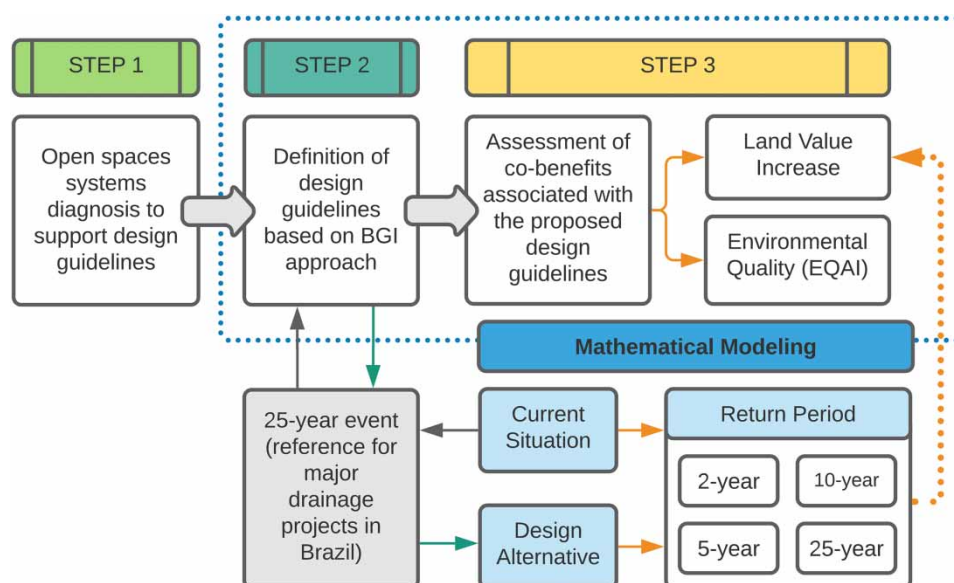 STEP 1
STEP 2
STEP 3
Open spaces
systems
diagnosis to
support design
guidelines
Definition of
design
guidelines
based on BGI
approach
Assessment of
co-benefits
associated with
the proposed
design
guidelines
Land Value
Increase
Environmental
Quality (EQAI)
Mathematical Modeling
25-year event
(reference for
major
drainage
projects in
Brazil)
Current
Situation
Design
Alternative
Return Period
2-year
10-year
5-year
25-year